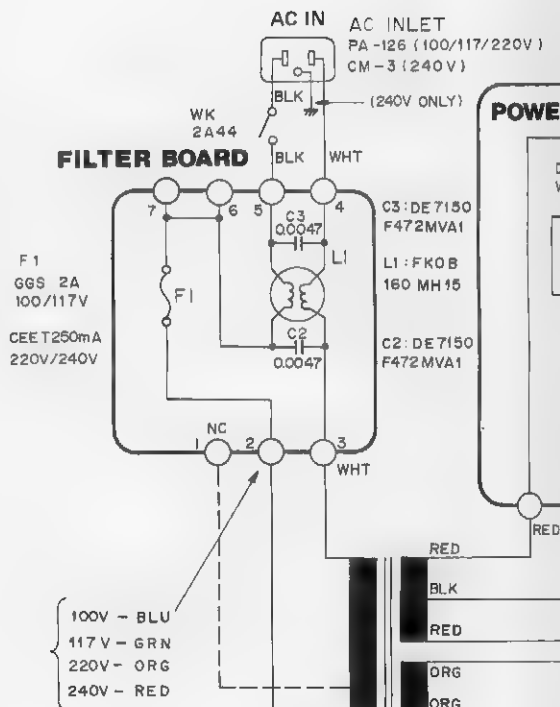 AC IN
AC INLET
PA-126 (100/117/220V)
CM-3 (240V)
BLK
(240V ONLY)
WK
2A44
BLK
WHT
POWE
FILTER BOARD
7
6
5
4
C3
0.0047
C3:DE7150
F472MVA1
L1
L1:FKOB
160 MH15
F1
GGS 2A
100/117V
CEET250mA
220V/240V
F1
C2
0.0047
C2:DE7150
F472MVA1
NC
1
2
3
WHT
RED
RED
BLK
RED
ORG
ORG
100V - BLU
117V - GRN
220V - ORG
240V - RED